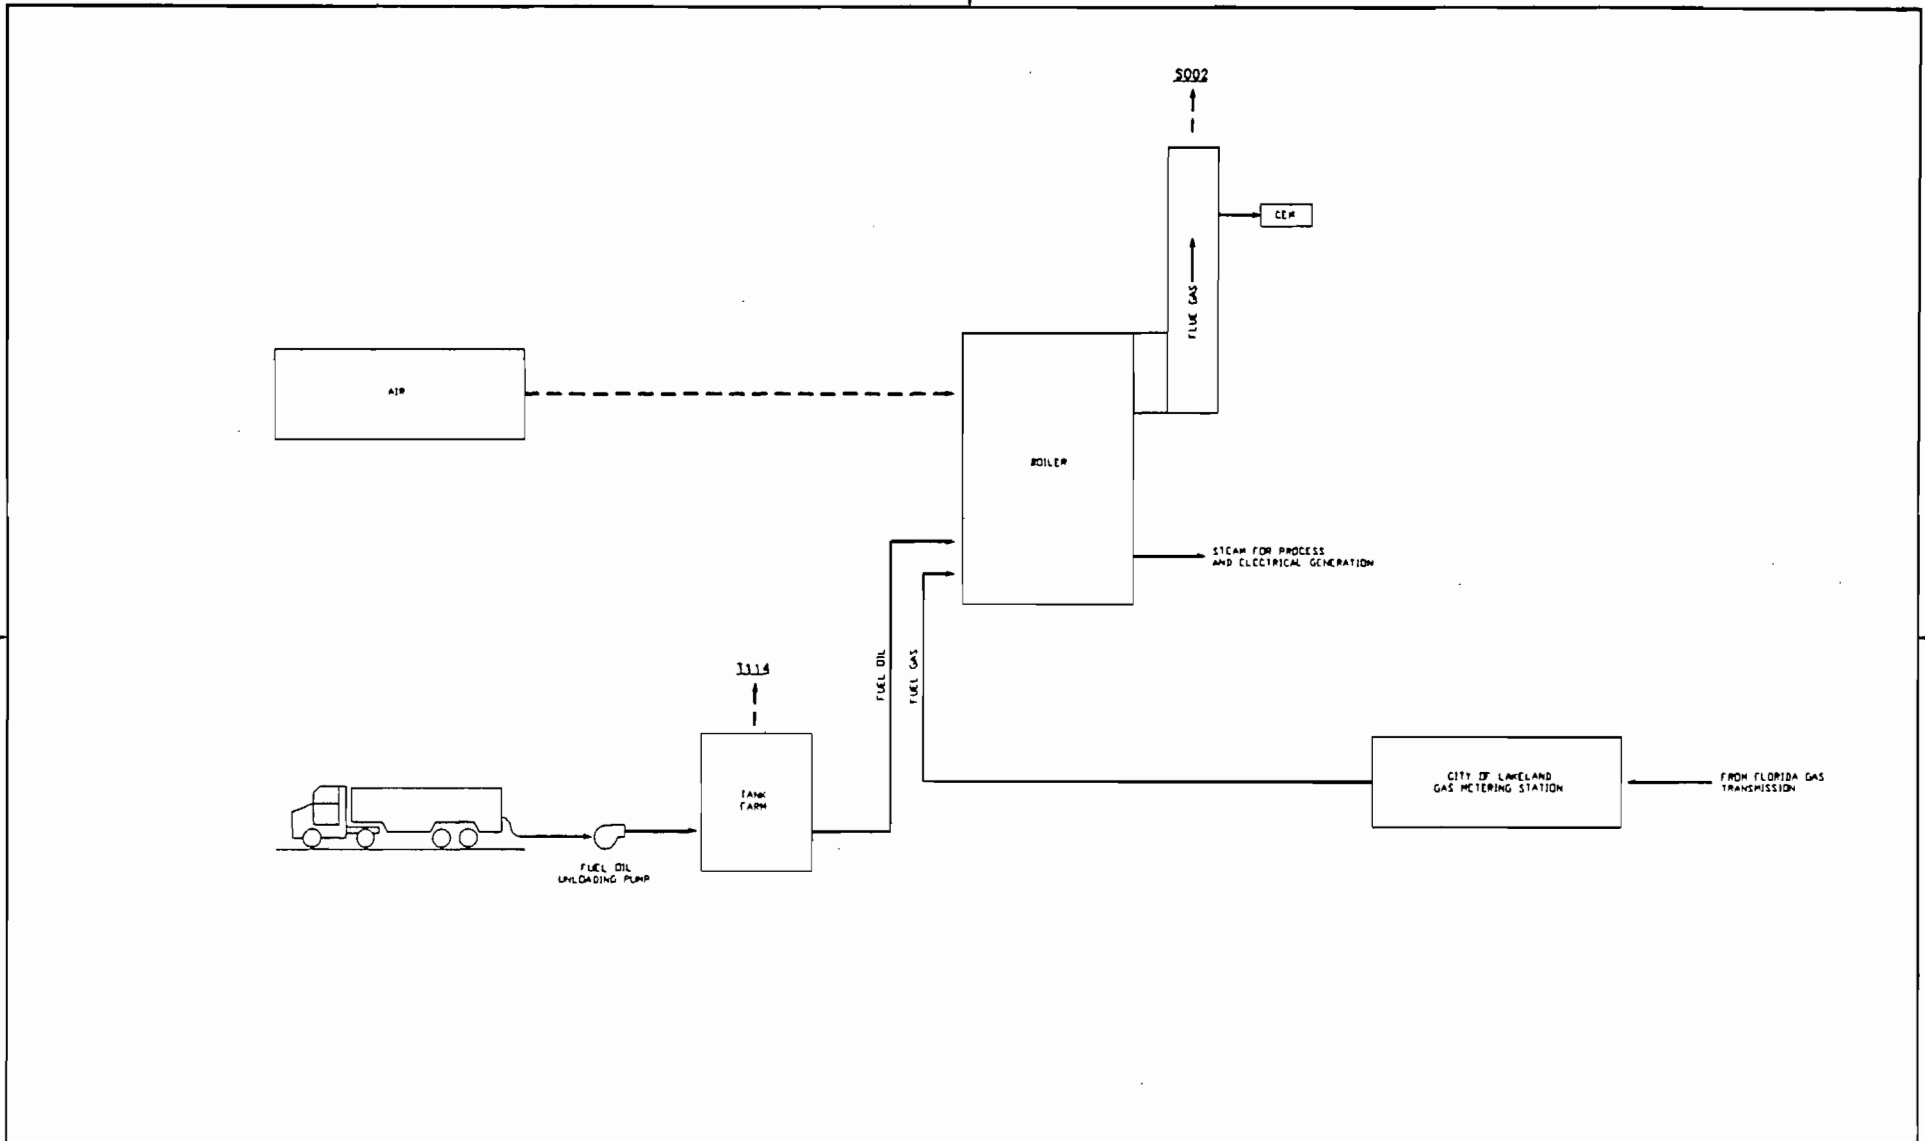 S002
CEM
FLUE GAS
AIR
BOILER
STEAM FOR PROCESS
AND ELECTRICAL GENERATION
FUEL OIL
FUEL GAS
T114
TANK
FARM
CITY OF LAKELAND
GAS METERING STATION
FROM FLORIDA GAS
TRANSMISSION
FUEL OIL
UNLOADING PUMP